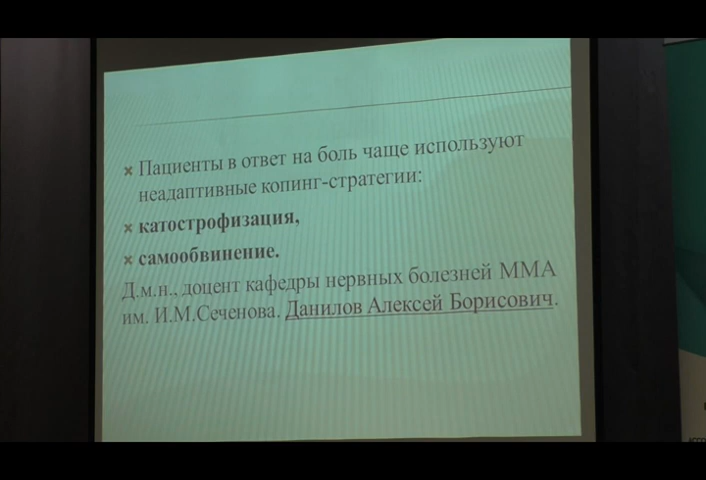 Пациенты в ответ на боль чаще используют
неадаптивные копинг-стратегии:
катострофизация,
самообвинение.
Д.м.н., доцент кафедры нервных болезней ММА
им. И.М.Сеченова. Данилов Алексей Борисович.